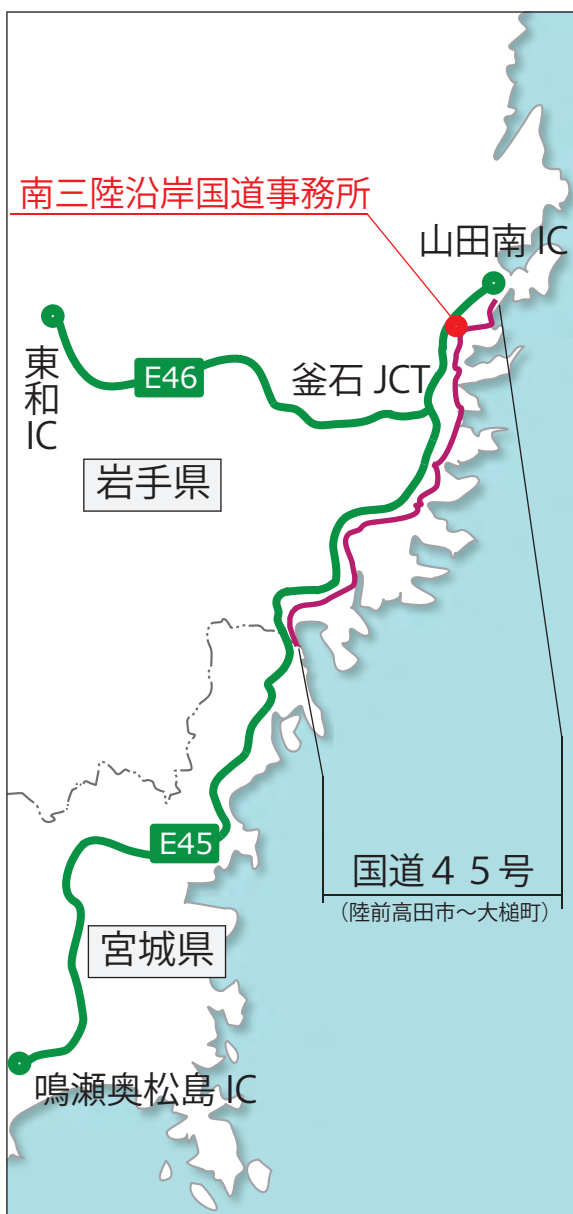 南三陸沿岸国道事務所
山田南 IC
東和IC
E46
釜石 JCT
岩手県
E45
国道４５号
（陸前高田市～大槌町）
宮城県
鳴瀬奥松島 IC